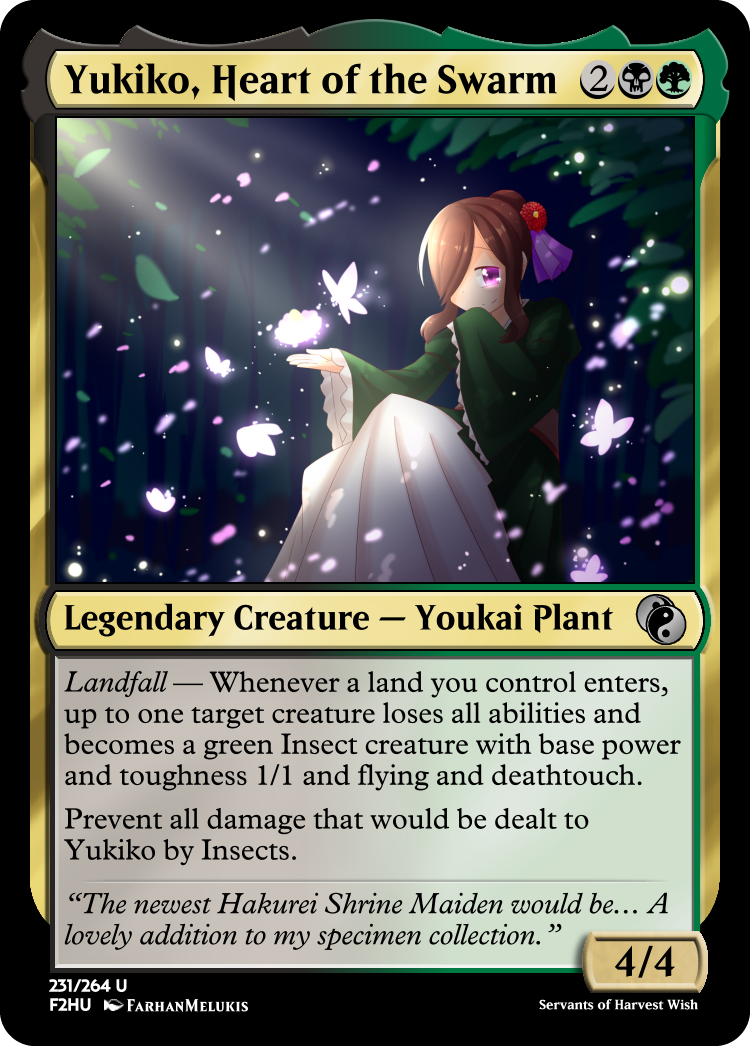 Yukiko, Heart of the Swarm 2
Legendary Creature — Youkai Plant
Landfall — Whenever a land you control enters,
up to one target creature loses all abilities and
becomes a green Insect creature with base power
and toughness 1/1 and flying and deathtouch.
Prevent all damage that would be dealt to
Yukiko by Insects.
“The newest Hakurei Shrine Maiden would be… A
lovely addition to my specimen collection.”
4/4
231/264 U
F2HU FarhanMelukis
Servants of Harvest Wish